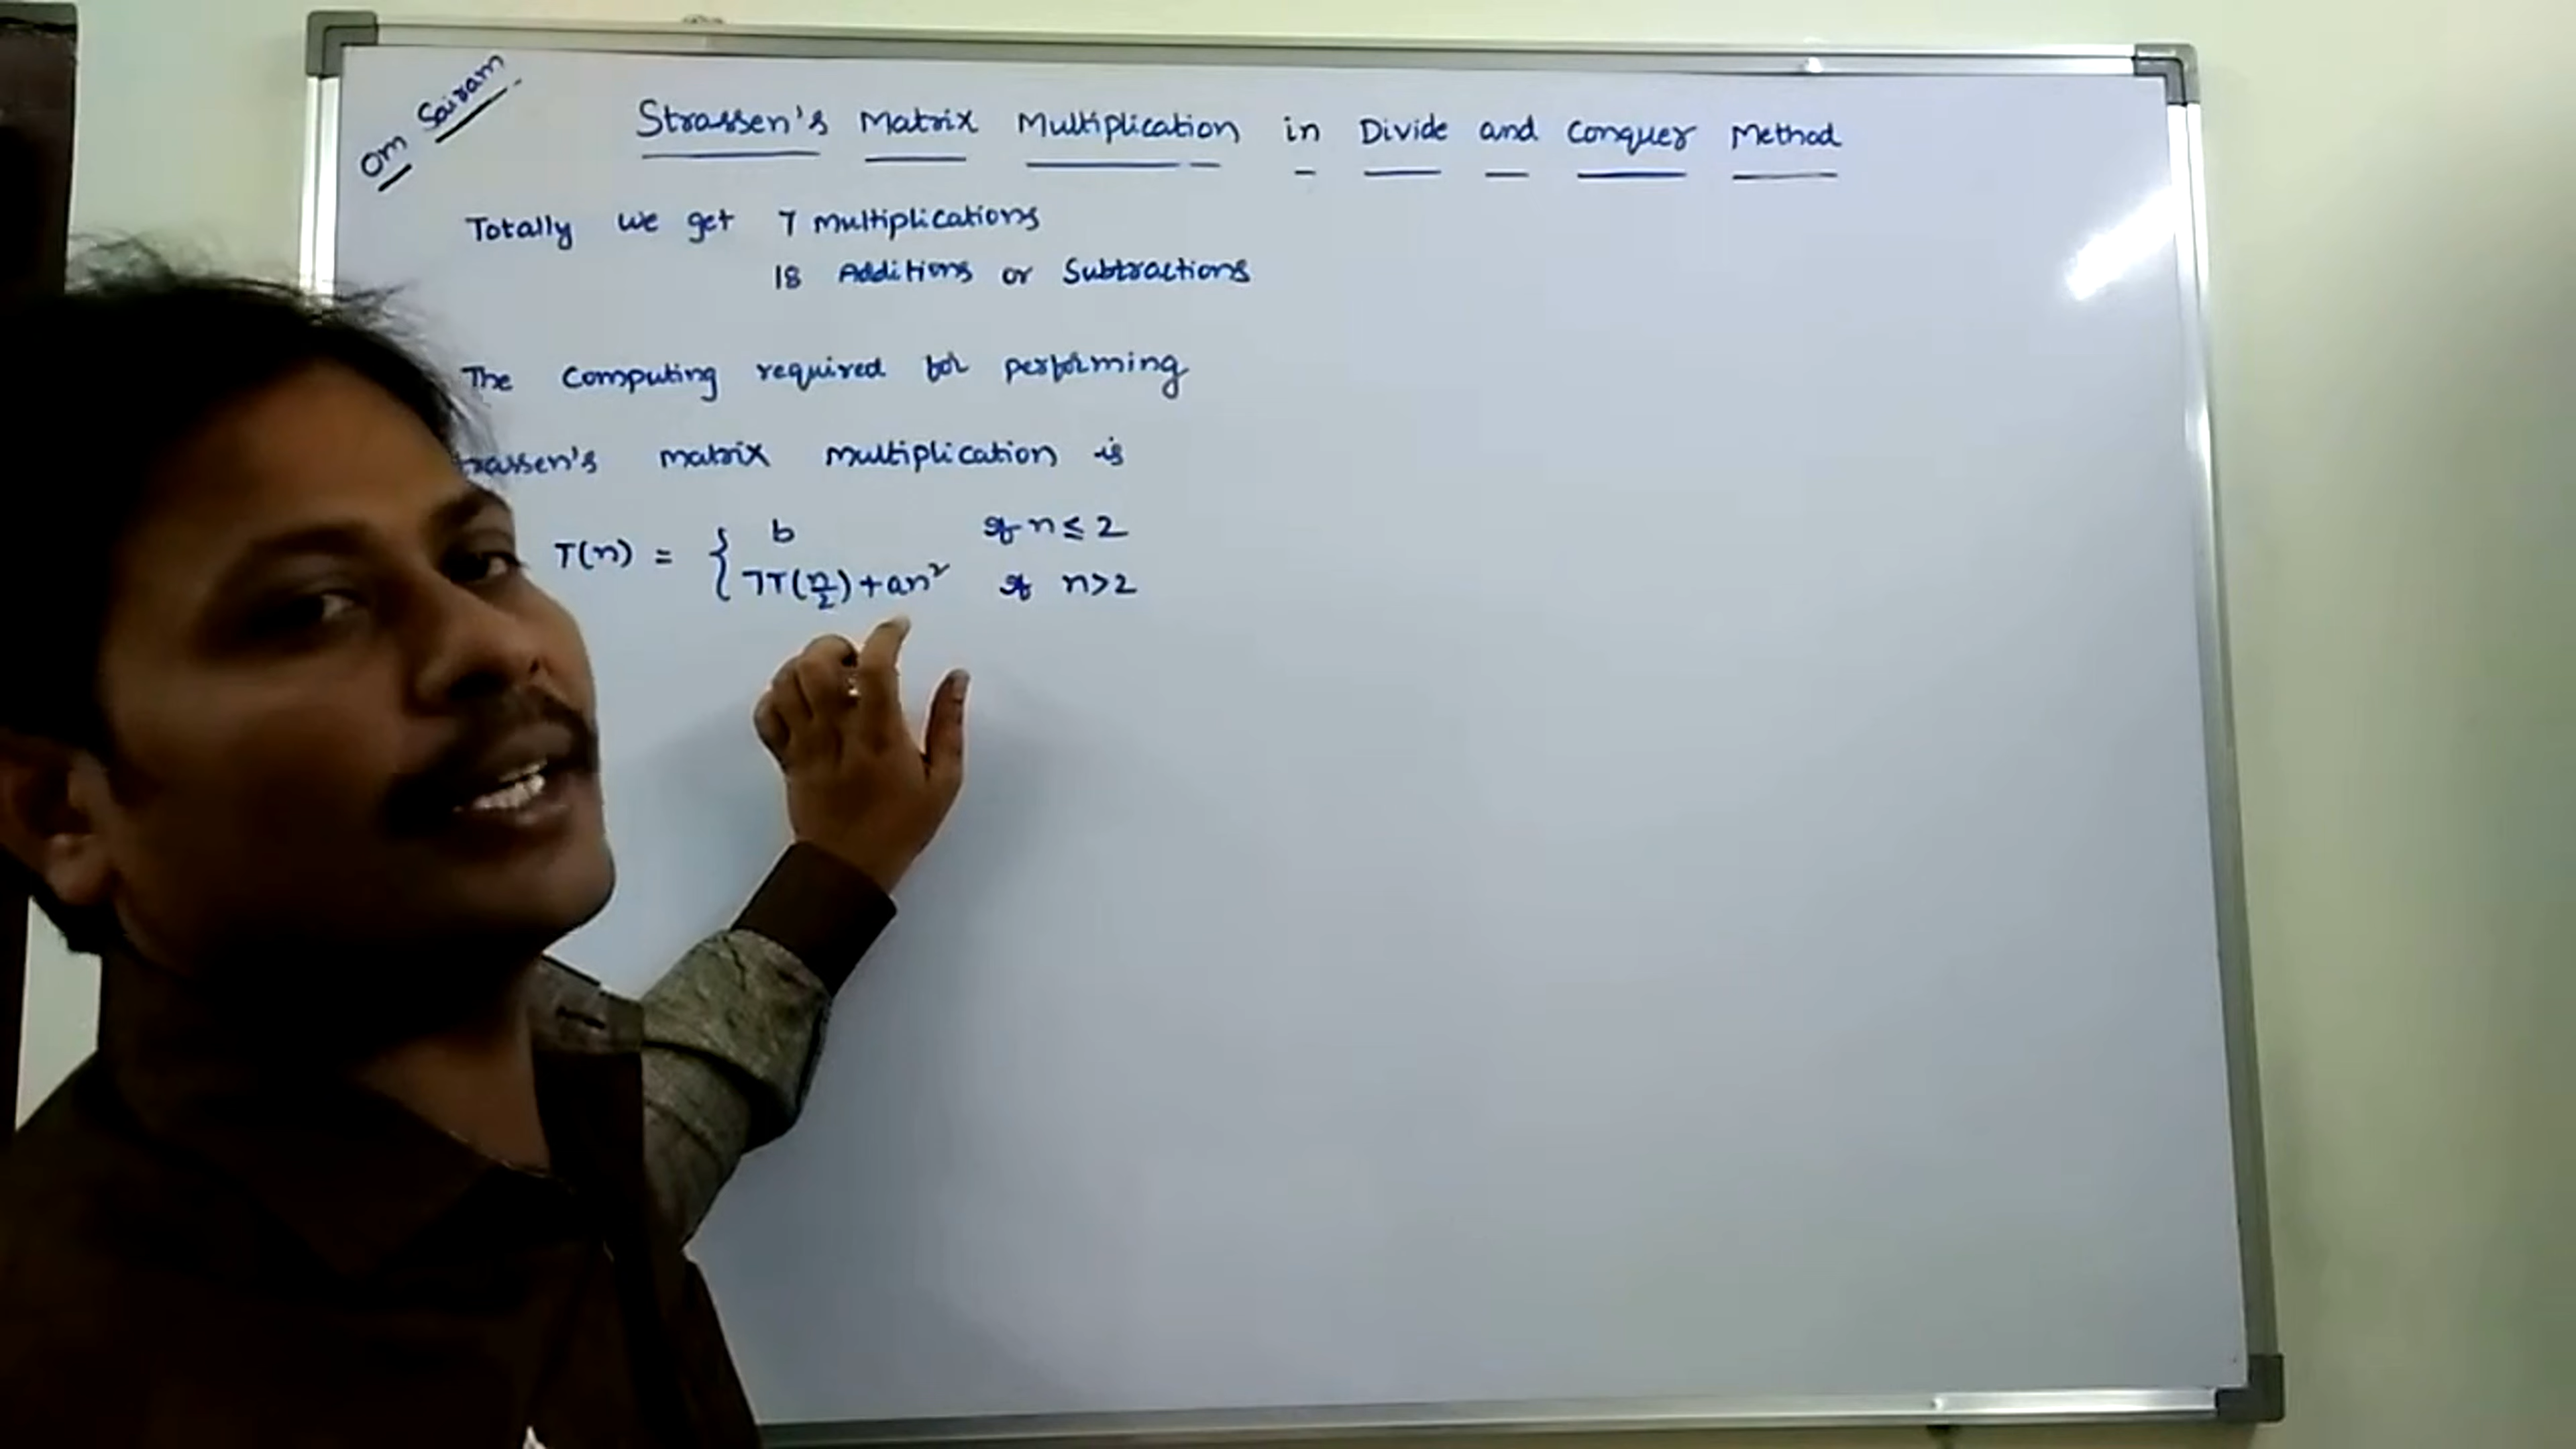 Om Sairam
Strassen's Matrix Multiplication in Divide and Conquer Method
Totally we get 7 multiplications
18 Additions or Subtractions
The Computing required for performing
trassen's matrix multiplication is
T(n) = { b if n ≤ 2
7T(n/2) + an² if n>2